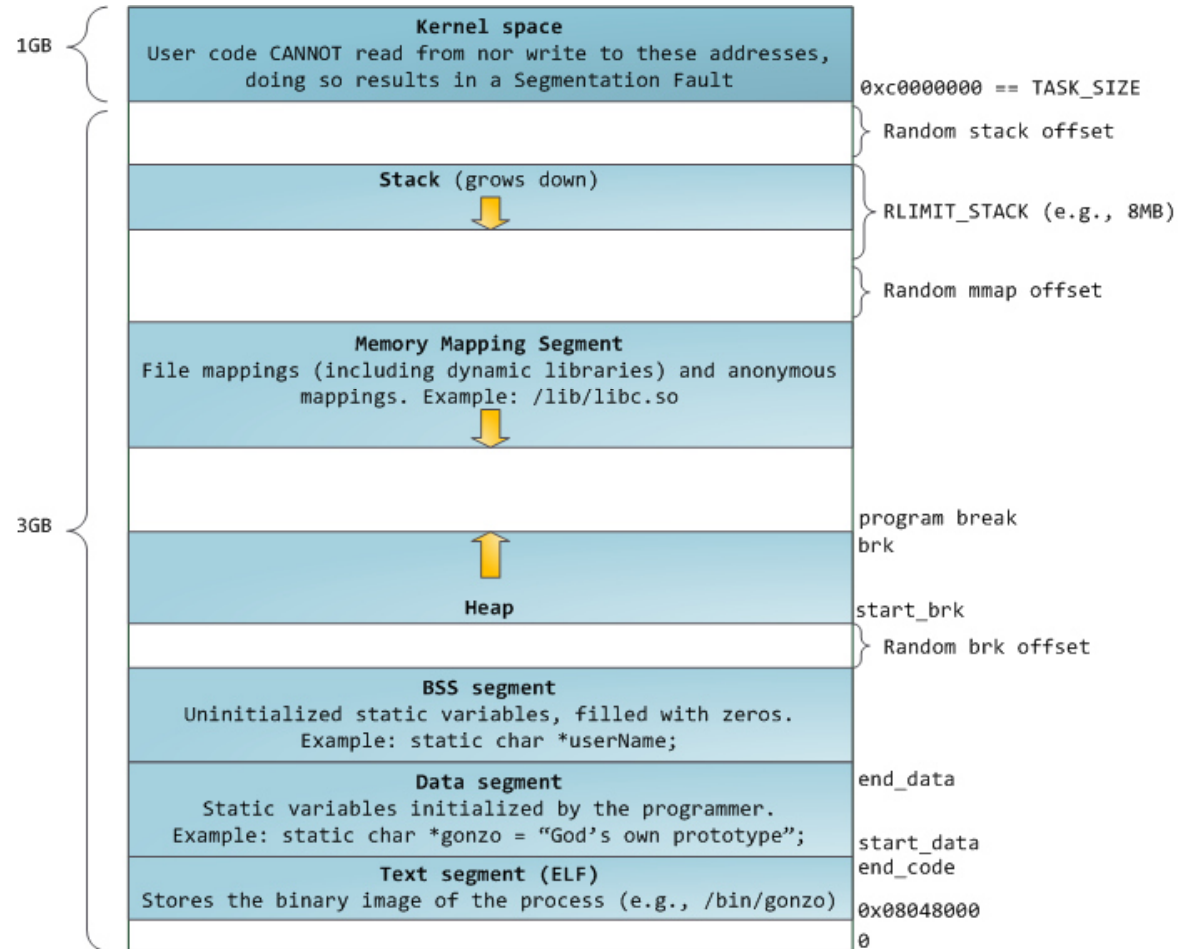 1GB
Kernel space
User code CANNOT read from nor write to these addresses,
doing so results in a Segmentation Fault
0xc0000000 == TASK_SIZE
Random stack offset
Stack (grows down)
RLIMIT_STACK (e.g., 8MB)
Random mmap offset
Memory Mapping Segment
File mappings (including dynamic libraries) and anonymous
mappings. Example: /lib/libc.so
3GB
program break
brk
Heap
start_brk
Random brk offset
BSS segment
Uninitialized static variables, filled with zeros.
Example: static char *userName;
Data segment
Static variables initialized by the programmer.
Example: static char *gonzo = “God’s own prototype”;
end_data
start_data
end_code
Text segment (ELF)
Stores the binary image of the process (e.g., /bin/gonzo)
0x08048000
0